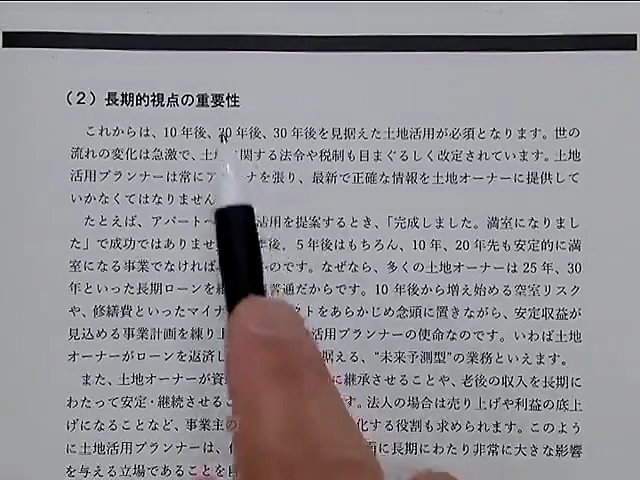 （2）長期的視点の重要性
これからは、10 年後、20 年後、30 年後を見据えた土地活用が必須となります。世の
流れの変化は急激で、土 関する法令や税制も目まぐるしく改定されています。土地
活用プランナーは常にア ナを張り、最新で正確な情報を土地オーナーに提供して
いかなくてはなりません
たとえば、アパート 活用を提案するとき、「完成しました。満室になりまし
た」で成功ではありませ 年後、5 年後はもちろん、10 年、20 年先も安定的に満
室になる事業でなければ ものです。なぜなら、多くの土地オーナーは 25 年、30
年といった長期ローンを 普通だからです。10 年後から増え始める空室リスク
や、修繕費といったマイナ クトをあらかじめ念頭に置きながら、安定収益が
見込める事業計画を練り上 活用プランナーの使命なのです。いわば土地
オーナーがローンを返済し 据える、“未来予測型”の業務といえます。
また、土地オーナーが資 に継承させることや、老後の収入を長期に
わたって安定・継続させるこ す。法人の場合は売り上げや利益の底上
げになることなど、事業主の 化する役割も求められます。このよう
に土地活用プランナーは、 に長期にわたり非常に大きな影響
を与える立場であることを